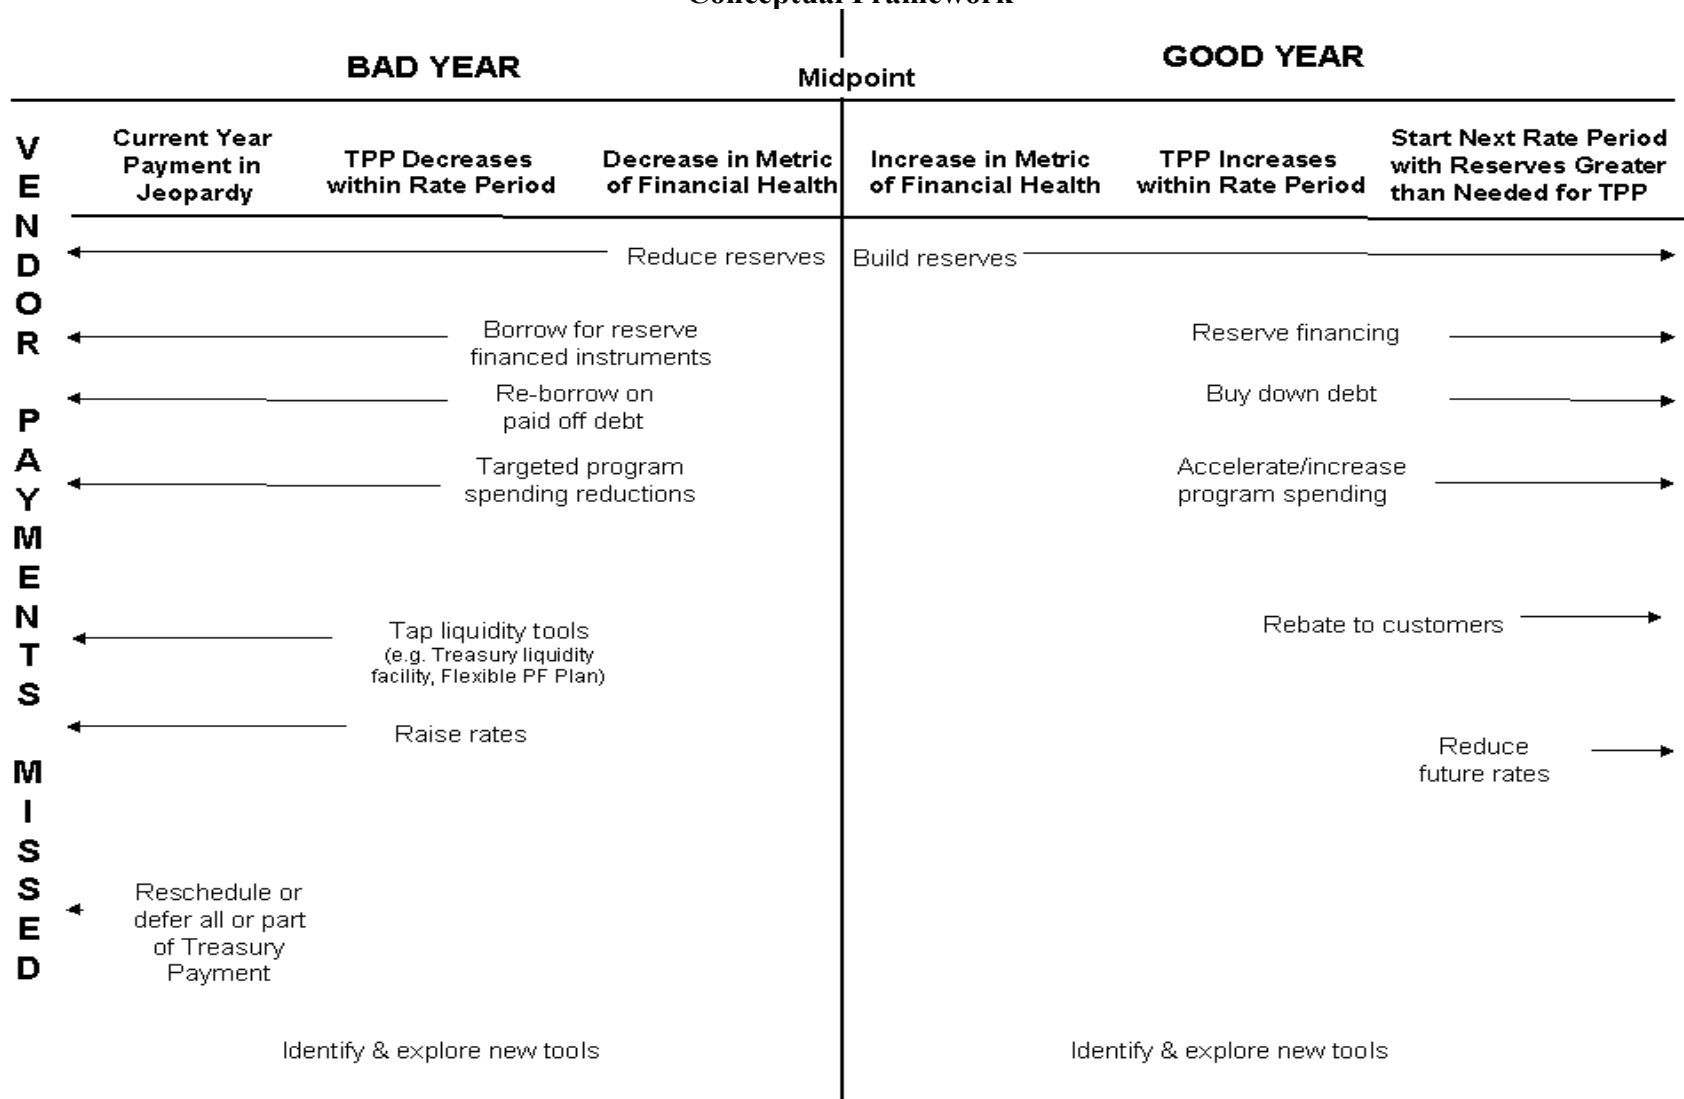 Conceptual Framework
BAD YEAR
Midpoint
GOOD YEAR
VENDOR PAYMENTS MISSED
Current Year
Payment in
Jeopardy
TPP Decreases
within Rate Period
Decrease in Metric
of Financial Health
Increase in Metric
of Financial Health
TPP Increases
within Rate Period
Start Next Rate Period
with Reserves Greater
than Needed for TPP
Reduce reserves
Build reserves
Borrow for reserve
financed instruments
Reserve financing
Re-borrow on
paid off debt
Buy down debt
Targeted program
spending reductions
Accelerate/increase
program spending
Tap liquidity tools
(e.g. Treasury liquidity
facility, Flexible PF Plan)
Rebate to customers
Raise rates
Reduce
future rates
Reschedule or
defer all or part
of Treasury
Payment
Identify & explore new tools
Identify & explore new tools